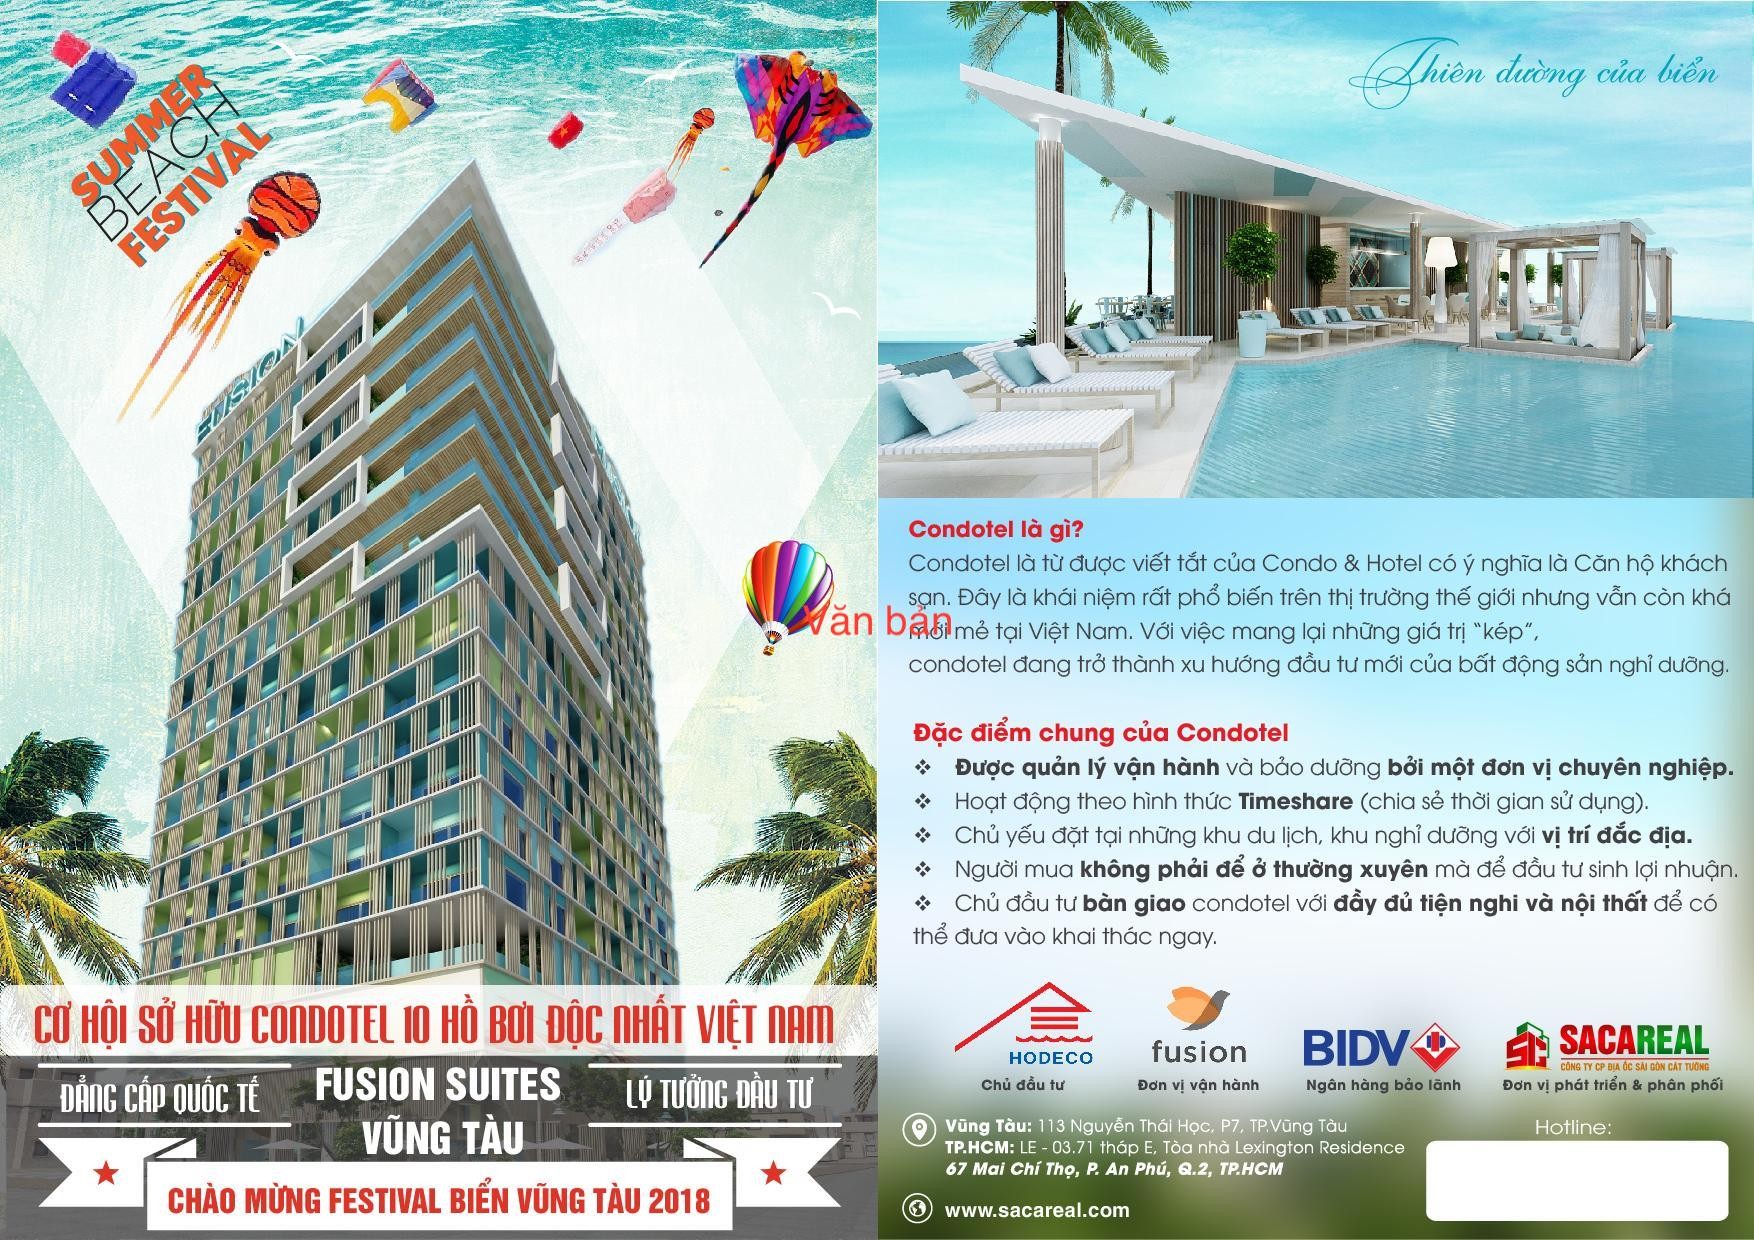 SUMMER
BEACH
FESTIVAL
FUSION
CƠ HỘI SỞ HỮU CONDOTEL 10 HỒ BƠI ĐỘC NHẤT VIỆT NAM
ĐẲNG CẤP QUỐC TẾ
FUSION SUITES
VŨNG TÀU
LÝ TƯỞNG ĐẦU TƯ
CHÀO MỪNG FESTIVAL BIỂN VŨNG TÀU 2018
Thiên đường của biển
Condotel là gì?
Condotel là từ được viết tắt của Condo & Hotel có ý nghĩa là Căn hộ khách
sạn. Đây là khái niệm rất phổ biến trên thị trường thế giới nhưng vẫn còn khá
Văn bản
mới mẻ tại Việt Nam. Với việc mang lại những giá trị “kép”,
condotel đang trở thành xu hướng đầu tư mới của bất động sản nghỉ dưỡng.
Đặc điểm chung của Condotel
❖ Được quản lý vận hành và bảo dưỡng bởi một đơn vị chuyên nghiệp.
❖ Hoạt động theo hình thức Timeshare (chia sẻ thời gian sử dụng).
❖ Chủ yếu đặt tại những khu du lịch, khu nghỉ dưỡng với vị trí đắc địa.
❖ Người mua không phải để ở thường xuyên mà để đầu tư sinh lợi nhuận.
❖ Chủ đầu tư bàn giao condotel với đầy đủ tiện nghi và nội thất để có
thể đưa vào khai thác ngay.
HODECO
Chủ đầu tư
fusion
Đơn vị vận hành
BIDV
Ngân hàng bảo lãnh
SACAREAL
CÔNG TY CP ĐỊA ỐC SÀI GÒN CÁT TƯỜNG
Đơn vị phát triển & phân phối
Vũng Tàu: 113 Nguyễn Thái Học, P7, TP.Vũng Tàu
TP.HCM: LE - 03.71 tháp E, Tòa nhà Lexington Residence
67 Mai Chí Thọ, P. An Phú, Q.2, TP.HCM
www.sacareal.com
Hotline: